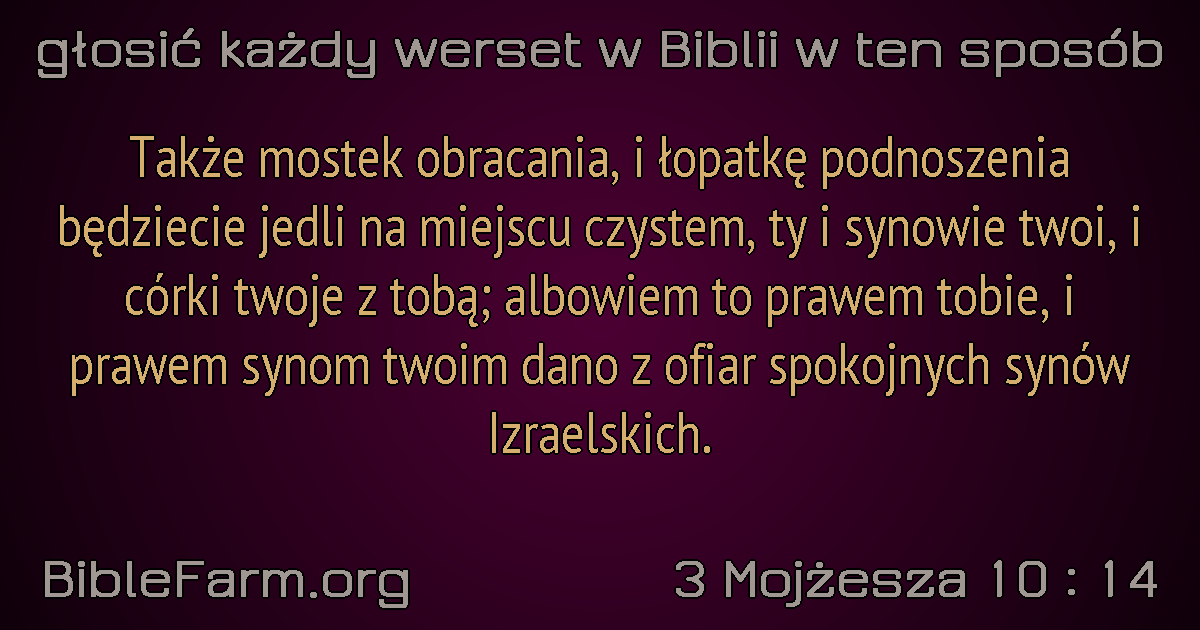 głosić każdy werset w Biblii w ten sposób
Także mostek obracania, i łopatkę podnoszenia
będziecie jedli na miejscu czystem, ty i synowie twoi, i
córki twoje z tobą; albowiem to prawem tobie, i
prawem synom twoim dano z ofiar spokojnych synów
Izraelskich.
BibleFarm.org
3 Mojżesza 10 : 14